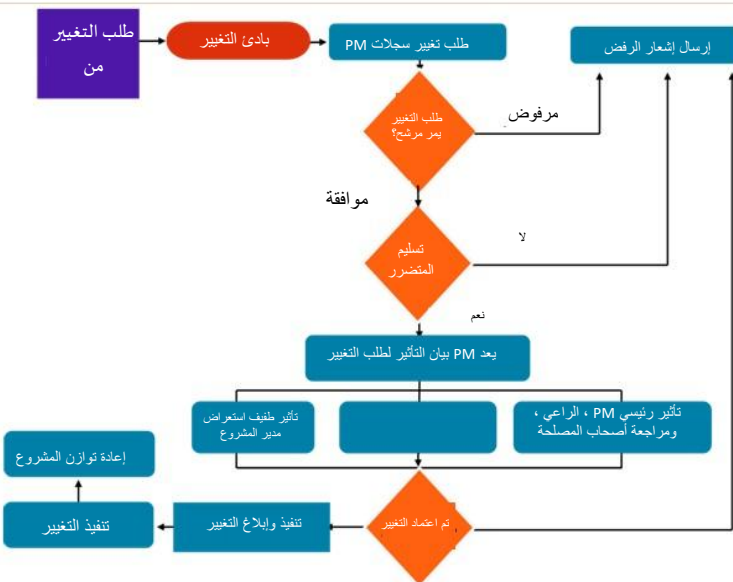 طلب التغيير
من
بادئ التغيير
طلب تغيير سجلات PM
إرسال إشعار الرفض
طلب التغيير
يمر مرشح؟
مرفوض
موافقة
تسليم
المتضرر
لا
نعم
يعد PM بيان التأثير لطلب التغيير
تأثير طفيف استعراض
مدير المشروع
تأثير رئيسي PM ، الراعي ،
ومراجعة أصحاب المصلحة
إعادة توازن المشروع
تم اعتماد التغيير
تنفيذ وإبلاغ التغيير
تنفيذ التغيير